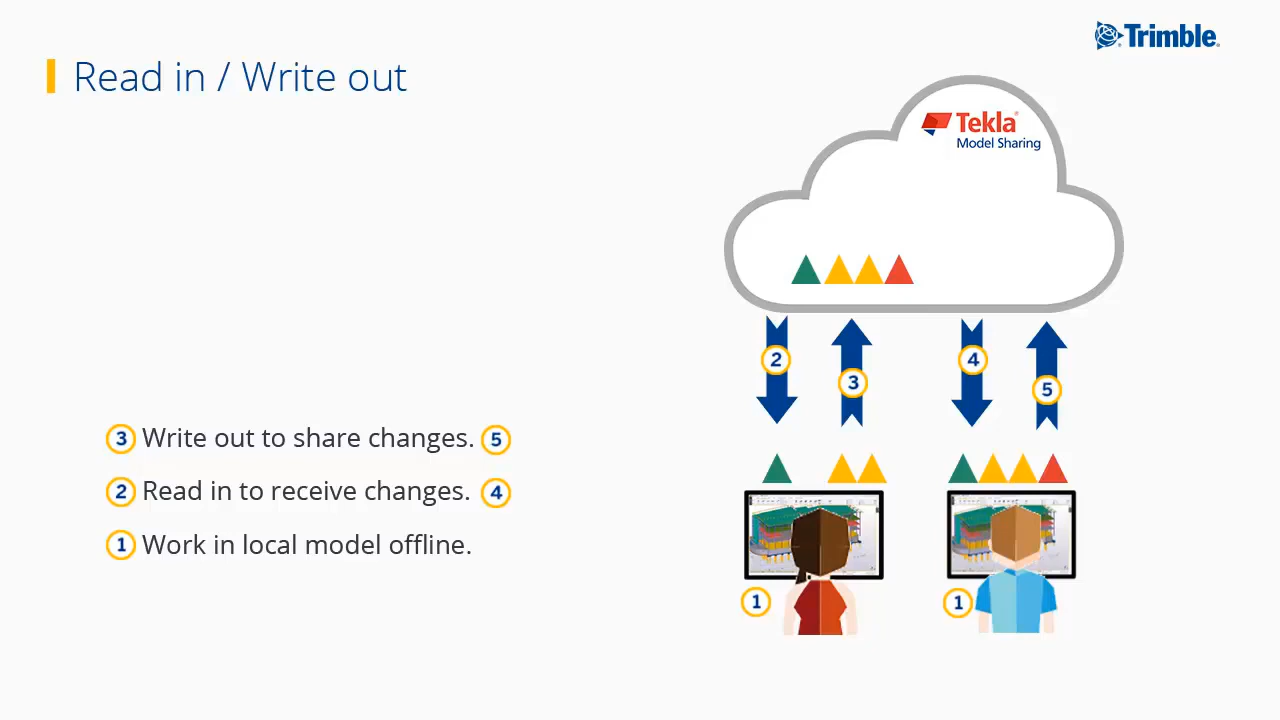 Trimble
Read in / Write out
Tekla
Model Sharing
2
3
4
5
3 Write out to share changes. 5
2 Read in to receive changes. 4
1 Work in local model offline.
1
1